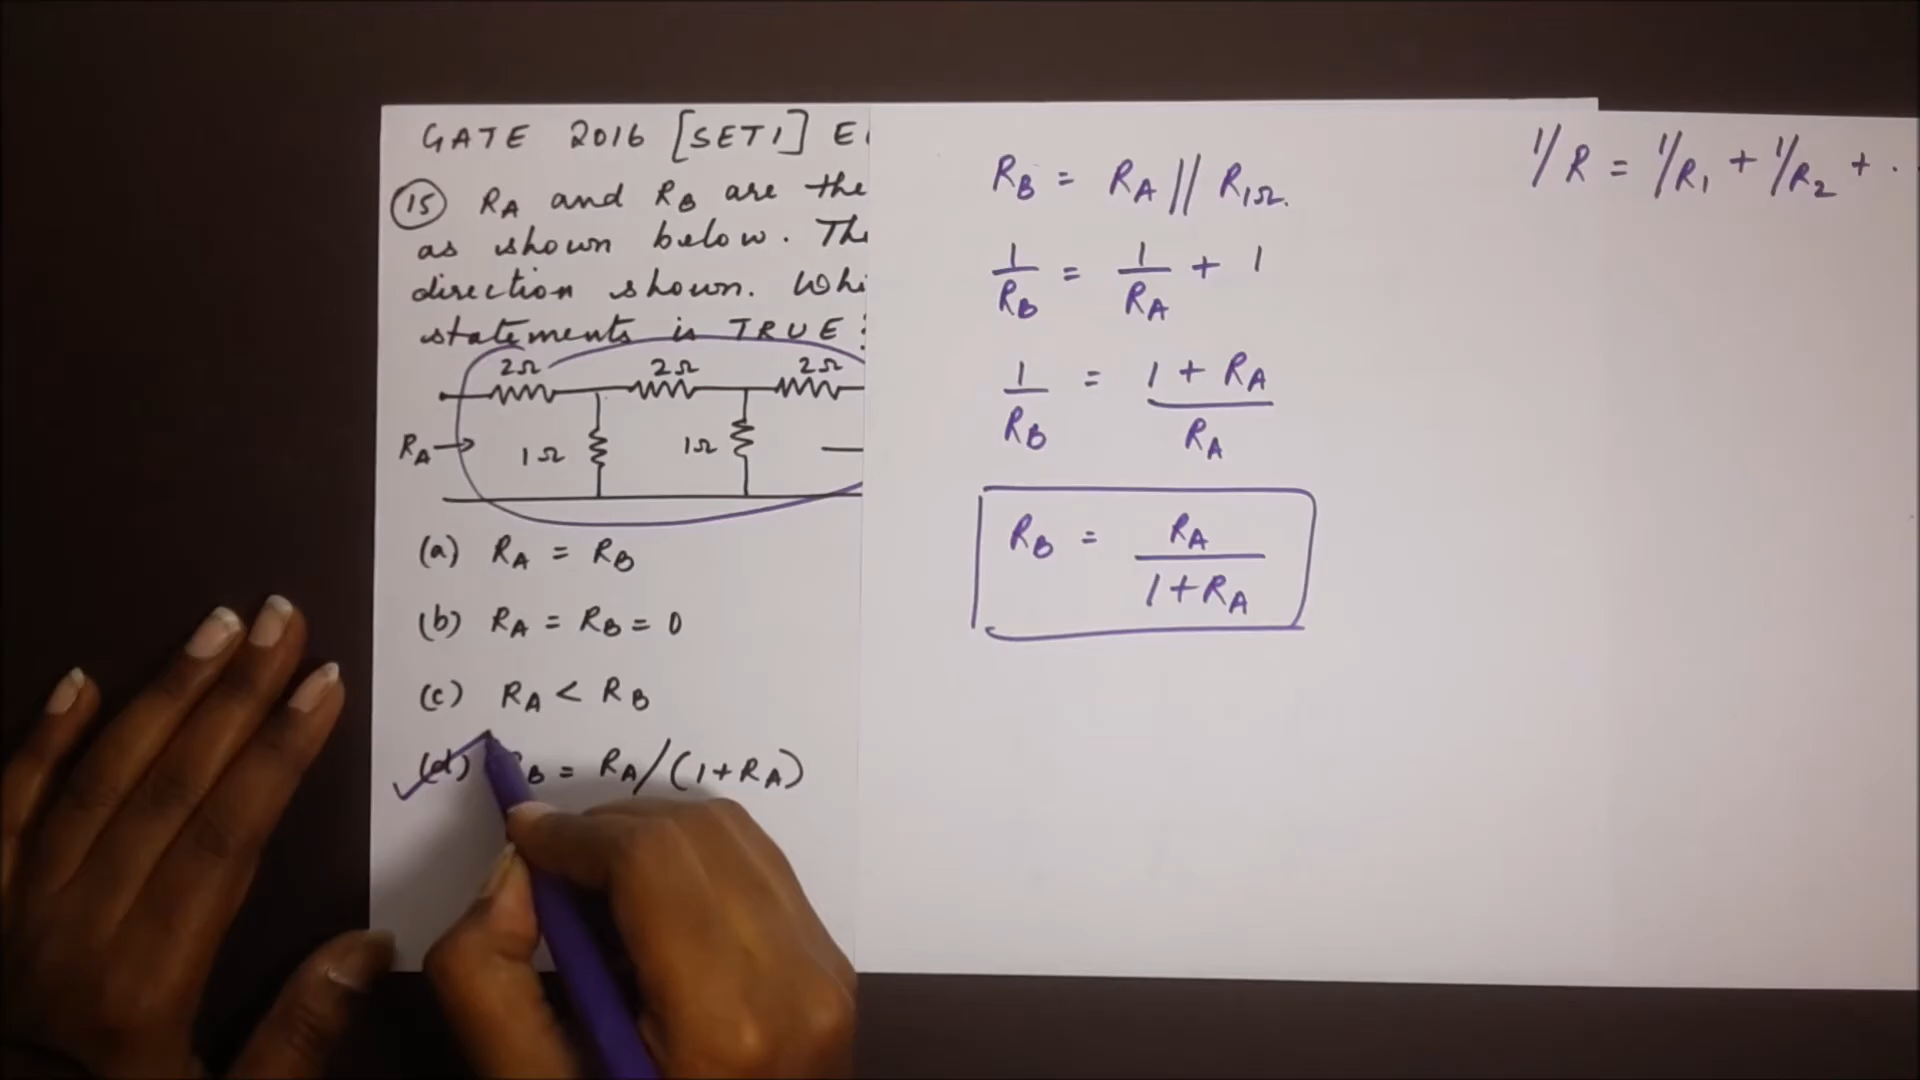 GATE 2016 [SET1] E
(15) RA and RB are the
as shown below. The
direction shown. Whi
statements is TRUE :
2Ω 2Ω 2Ω
RA → 1Ω 1Ω
(a) RA = RB
(b) RA = RB = 0
(c) RA < RB
(d) B = RA/(1+RA)
RB = RA // R1Ω.
1/RB = 1/RA + 1
1/RB = 1 + RA/RA
RB = RA/1+RA
1/R = 1/R1 + 1/R2 + .